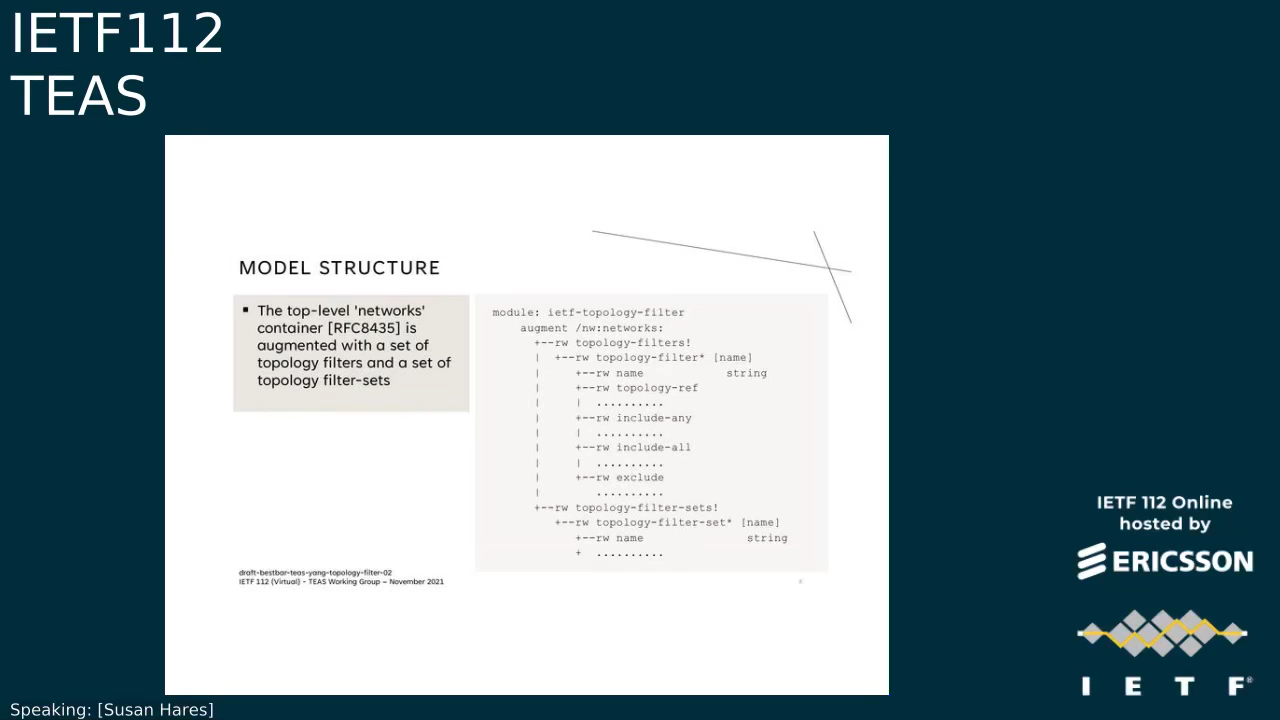 IETF112
TEAS
MODEL STRUCTURE
▪ The top-level 'networks'
container [RFC8435] is
augmented with a set of
topology filters and a set of
topology filter-sets
module: ietf-topology-filter
    augment /nw:networks:
      +--rw topology-filters!
      |  +--rw topology-filter* [name]
      |     +--rw name            string
      |     +--rw topology-ref
      |     |  ..........
      |     +--rw include-any
      |     |  ..........
      |     +--rw include-all
      |     |  ..........
      |     +--rw exclude
      |        ..........
      +--rw topology-filter-sets!
         +--rw topology-filter-set* [name]
            +--rw name                string
            +  ..........
draft-bestbar-teas-yang-topology-filter-02
IETF 112 (Virtual) - TEAS Working Group – November 2021
IETF 112 Online
hosted by
ERICSSON
I E T F®
Speaking: [Susan Hares]